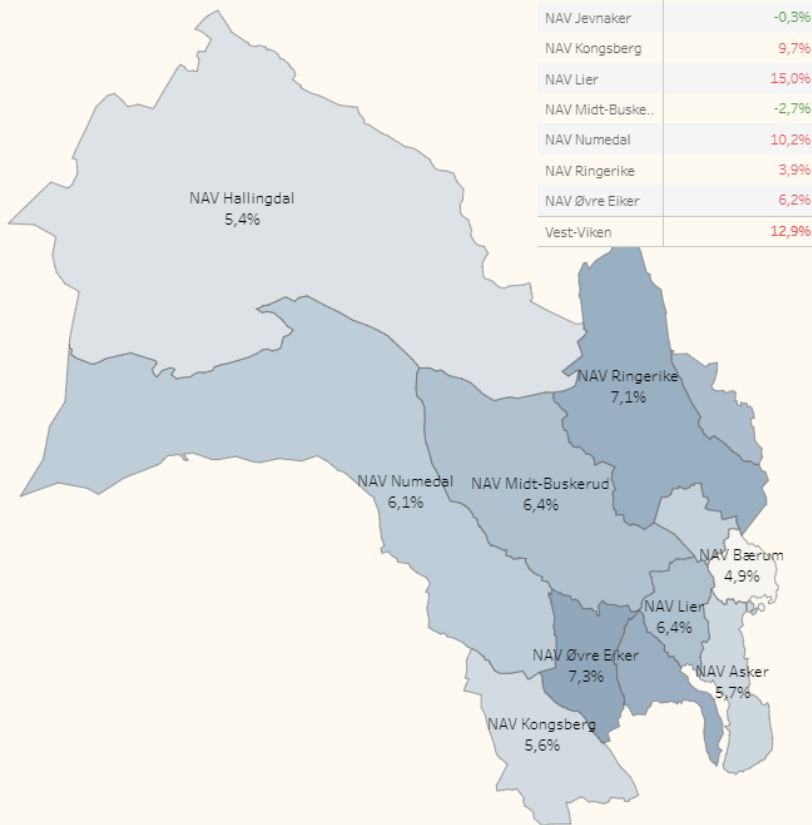 NAV Jevnaker -0,3%
NAV Kongsberg 9,7%
NAV Lier 15,0%
NAV Midt-Buske.. -2,7%
NAV Numedal 10,2%
NAV Ringerike 3,9%
NAV Øvre Eiker 6,2%
Vest-Viken 12,9%
NAV Hallingdal
5,4%
NAV Ringerike
7,1%
NAV Numedal
6,1%
NAV Midt-Buskerud
6,4%
NAV Bærum
4,9%
NAV Lier
6,4%
NAV Øvre Eiker
7,3%
NAV Asker
5,7%
NAV Kongsberg
5,6%